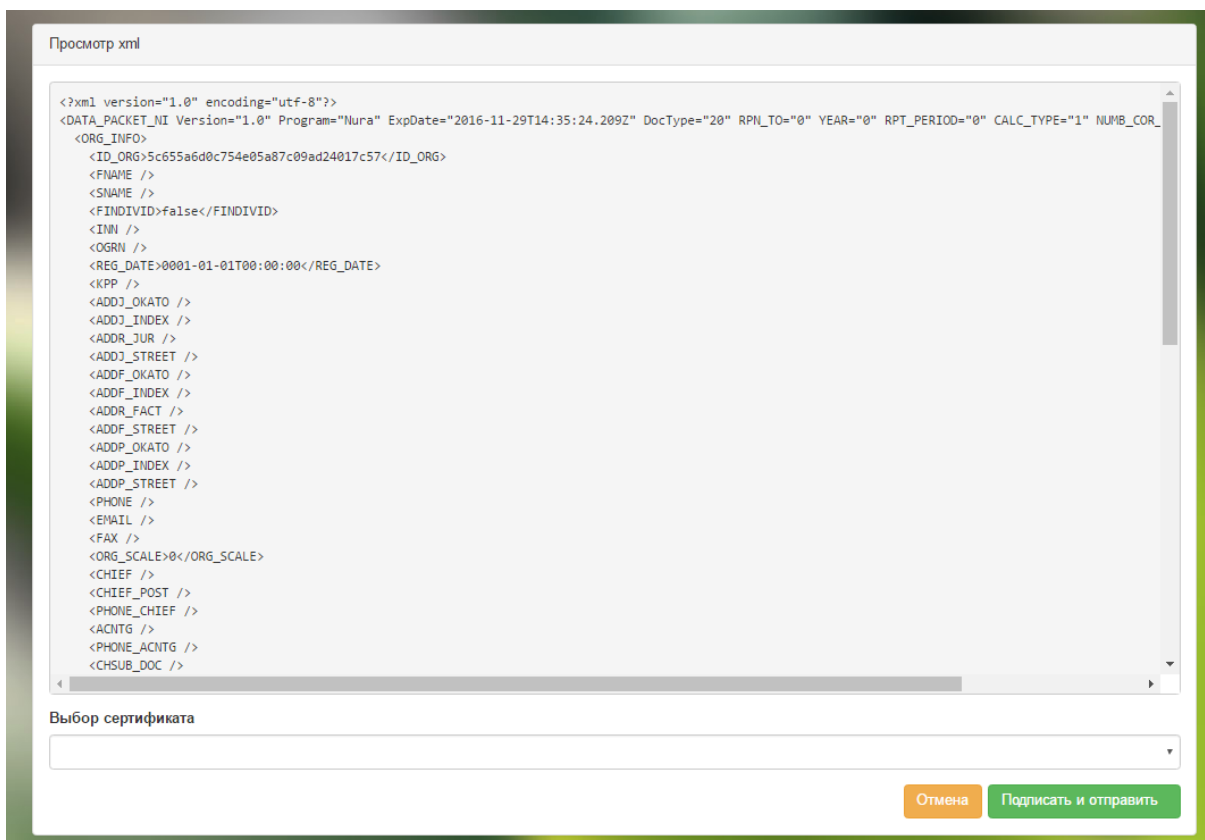 Просмотр xml
<?xml version="1.0" encoding="utf-8"?>
<DATA_PACKET_NI Version="1.0" Program="Nura" ExpDate="2016-11-29T14:35:24.209Z" DocType="20" RPN_TO="0" YEAR="0" RPT_PERIOD="0" CALC_TYPE="1" NUMB_COR_
<ORG_INFO>
<ID_ORG>5c655a6d0c754e05a87c09ad24017c57</ID_ORG>
<FNAME />
<SNAME />
<FINDIVID>false</FINDIVID>
<INN />
<OGRN />
<REG_DATE>0001-01-01T00:00:00</REG_DATE>
<KPP />
<ADDJ_OKATO />
<ADDJ_INDEX />
<ADDR_JUR />
<ADDJ_STREET />
<ADDF_OKATO />
<ADDF_INDEX />
<ADDR_FACT />
<ADDF_STREET />
<ADDP_OKATO />
<ADDP_INDEX />
<ADDP_STREET />
<PHONE />
<EMAIL />
<FAX />
<ORG_SCALE>0</ORG_SCALE>
<CHIEF />
<CHIEF_POST />
<PHONE_CHIEF />
<ACNTG />
<PHONE_ACNTG />
<CHSUB_DOC />
Выбор сертификата
Отмена
Подписать и отправить